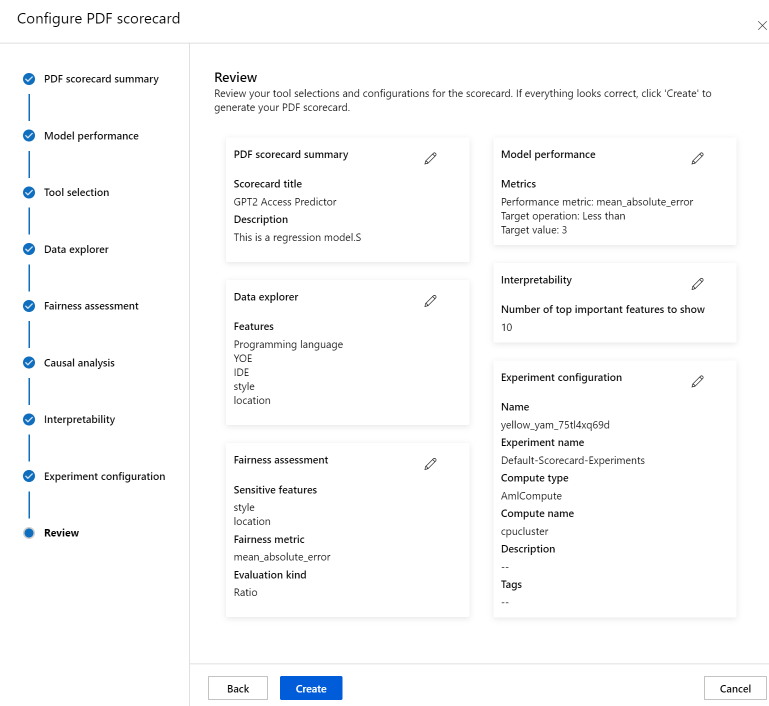 Configure PDF scorecard
PDF scorecard summary
Model performance
Tool selection
Data explorer
Fairness assessment
Causal analysis
Interpretability
Experiment configuration
Review
Review
Review your tool selections and configurations for the scorecard. If everything looks correct, click 'Create' to
generate your PDF scorecard.
PDF scorecard summary
Scorecard title
GPT2 Access Predictor
Description
This is a regression model.S
Data explorer
Features
Programming language
YOE
IDE
style
location
Fairness assessment
Sensitive features
style
location
Fairness metric
mean_absolute_error
Evaluation kind
Ratio
Model performance
Metrics
Performance metric: mean_absolute_error
Target operation: Less than
Target value: 3
Interpretability
Number of top important features to show
10
Experiment configuration
Name
yellow_yam_75tl4xq69d
Experiment name
Default-Scorecard-Experiments
Compute type
AmlCompute
Compute name
cpucluster
Description
--
Tags
--
Back
Create
Cancel